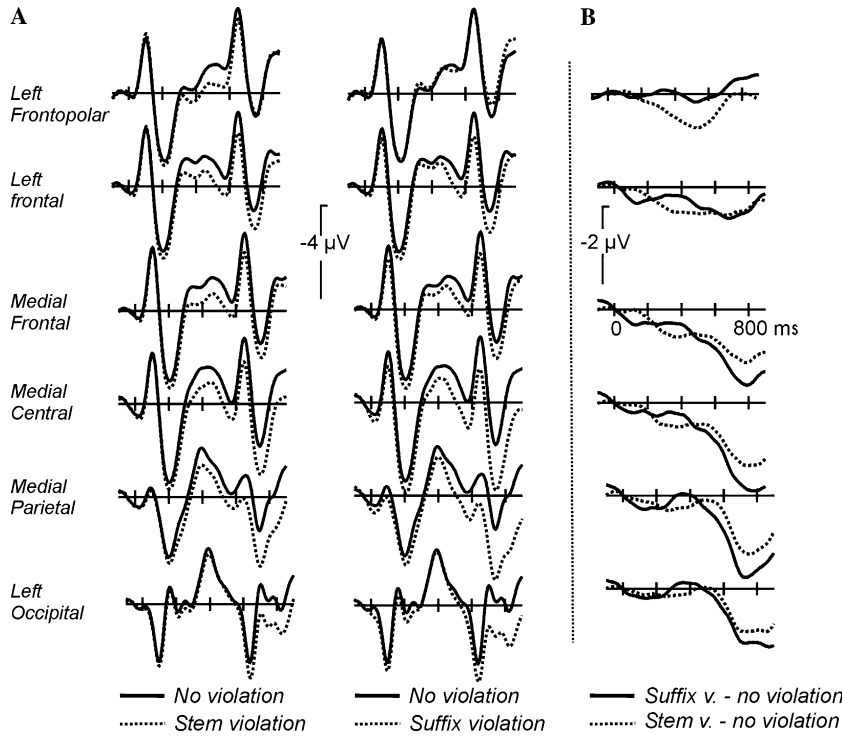 A
B
Left
Frontopolar
Left
frontal
-4 µV
-2 µV
Medial
Frontal
0
800 ms
Medial
Central
Medial
Parietal
Left
Occipital
No violation
Stem violation
No violation
Suffix violation
Suffix v. - no violation
Stem v. - no violation